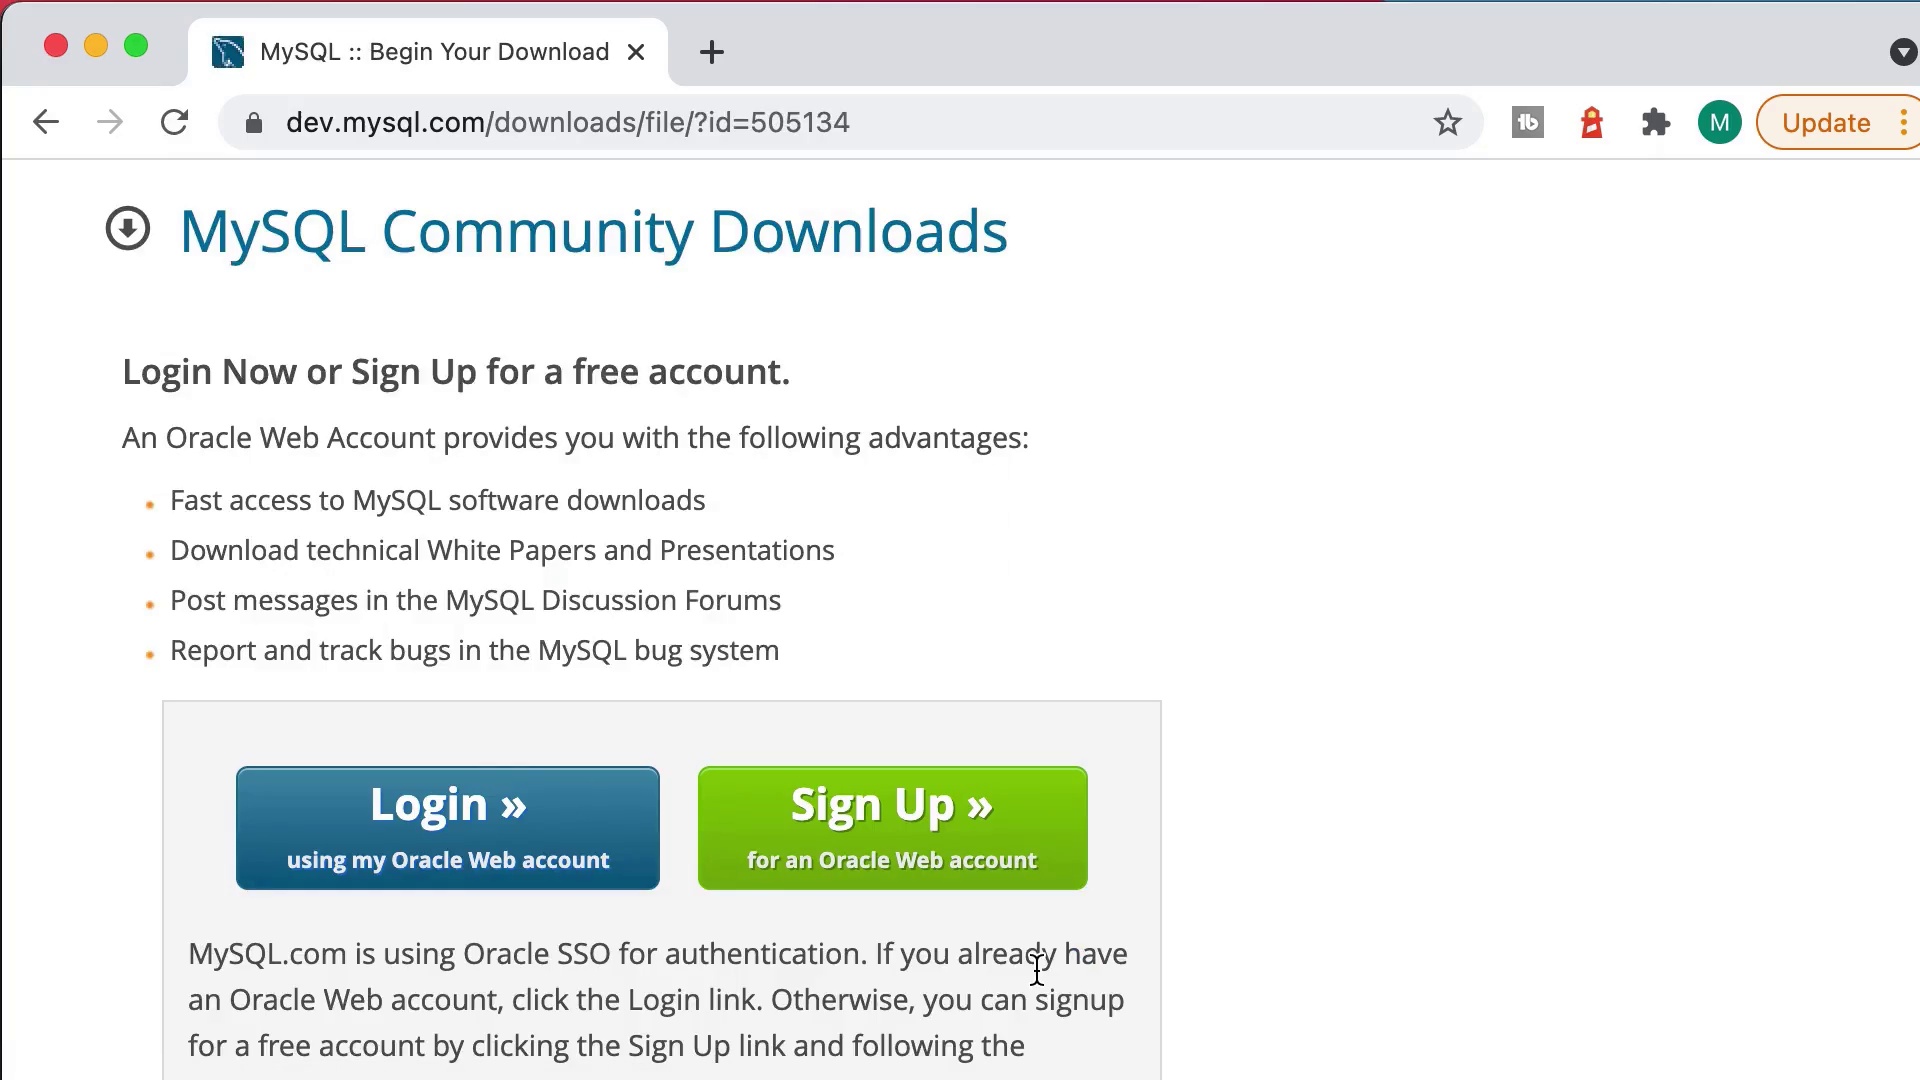 MySQL :: Begin Your Download
dev.mysql.com/downloads/file/?id=505134
tb
M
Update
MySQL Community Downloads
Login Now or Sign Up for a free account.
An Oracle Web Account provides you with the following advantages:
Fast access to MySQL software downloads
Download technical White Papers and Presentations
Post messages in the MySQL Discussion Forums
Report and track bugs in the MySQL bug system
Login »
using my Oracle Web account
Sign Up »
for an Oracle Web account
MySQL.com is using Oracle SSO for authentication. If you already have
an Oracle Web account, click the Login link. Otherwise, you can signup
for a free account by clicking the Sign Up link and following the